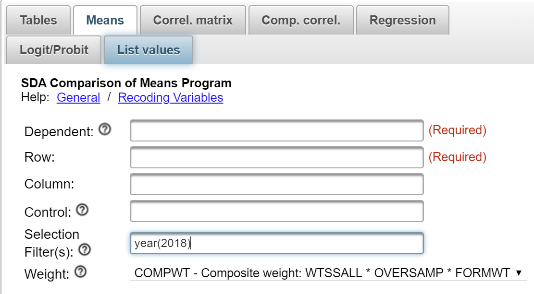 Tables Means Correl. matrix Comp. correl. Regression
Logit/Probit List values
SDA Comparison of Means Program
Help: General / Recoding Variables
Dependent: ? (Required)
Row: (Required)
Column:
Control: ?
Selection
Filter(s): ? year(2018)
Weight: ? COMPWT - Composite weight: WTSSALL * OVERSAMP * FORMWT ▼